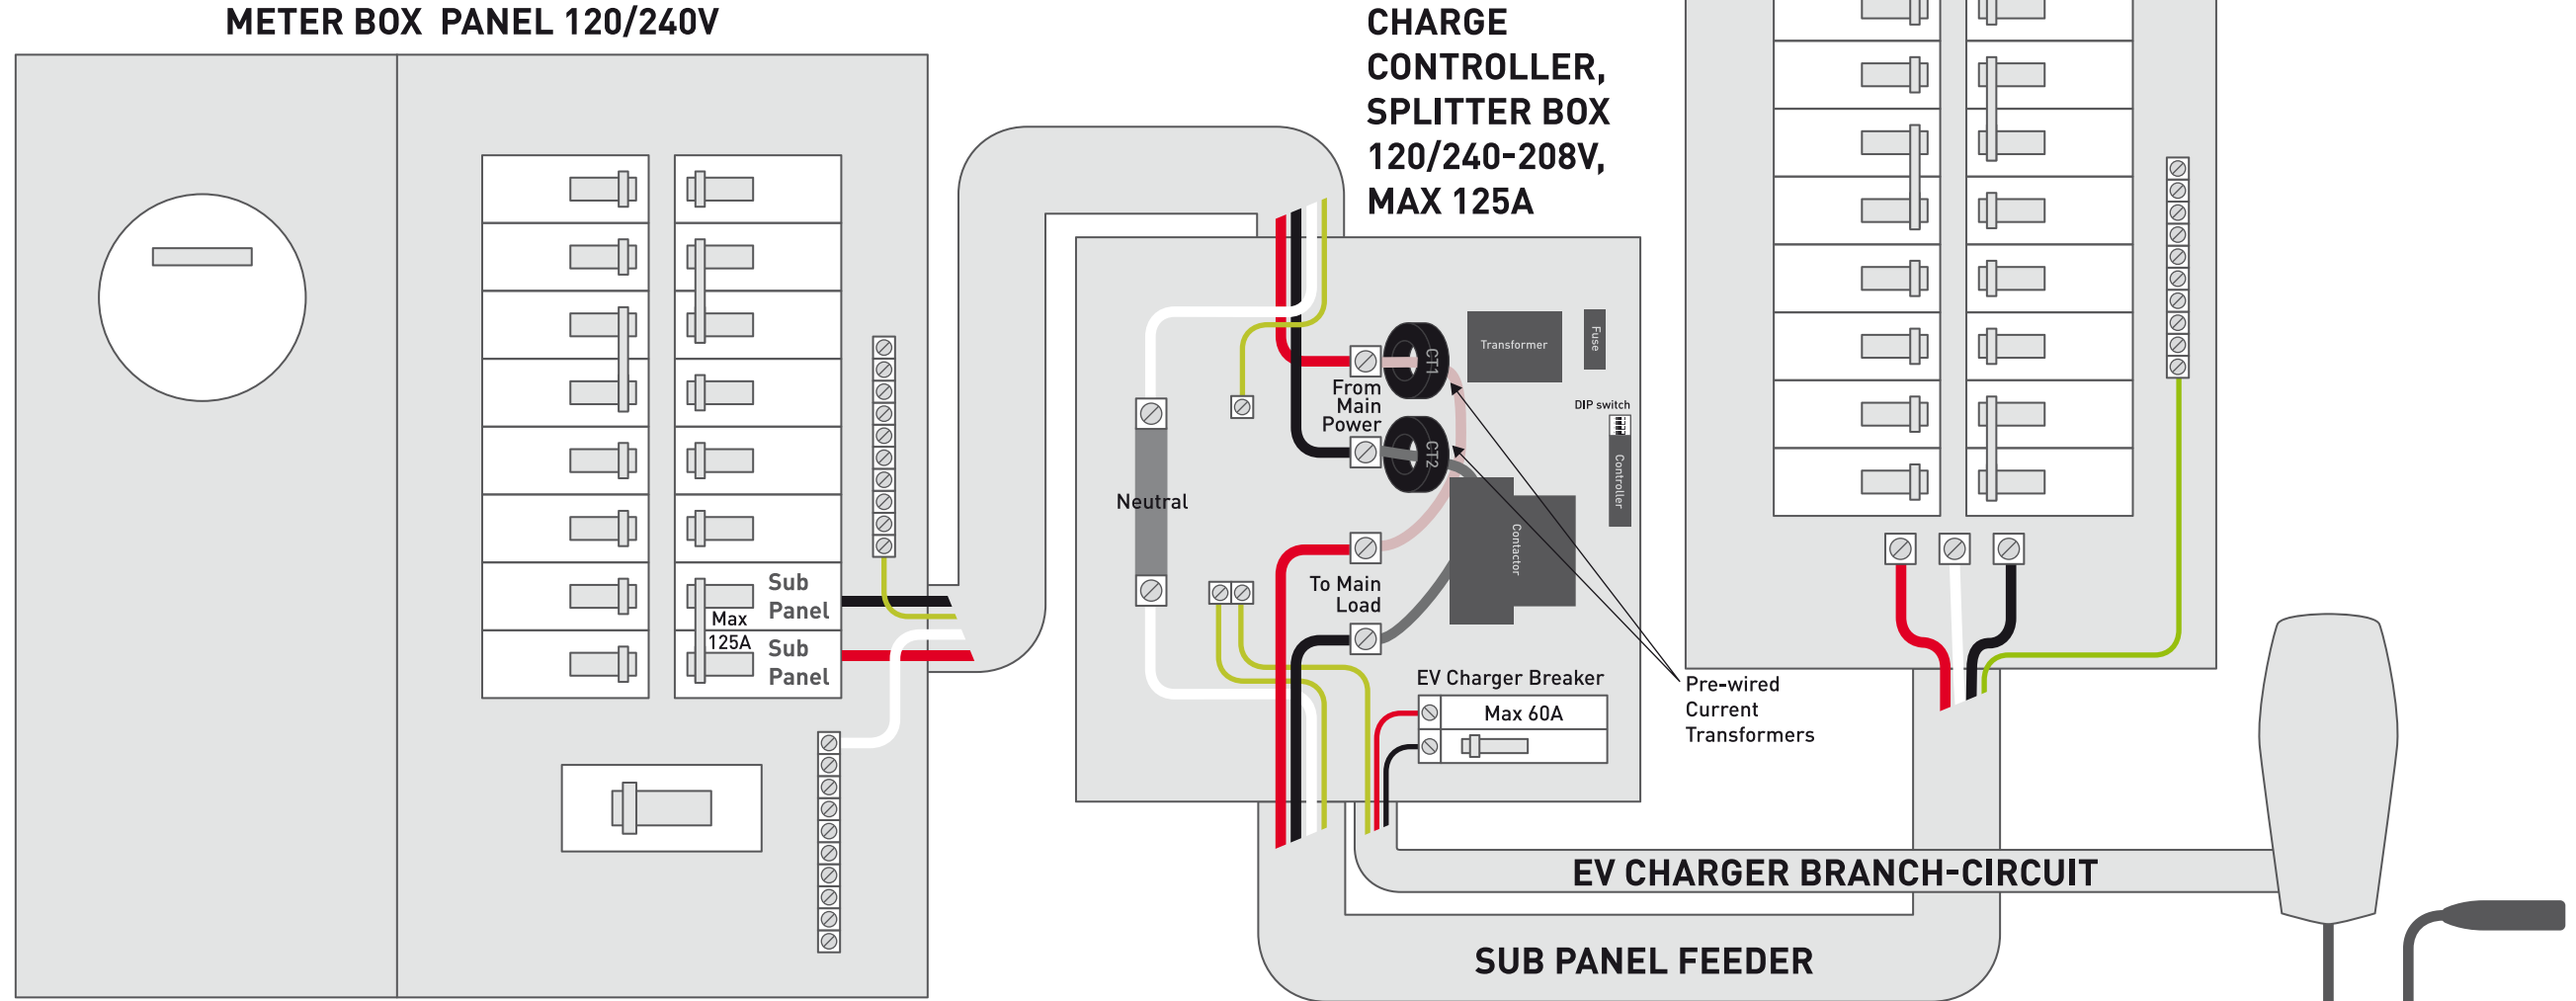 METER BOX PANEL 120/240V
CHARGE
CONTROLLER,
SPLITTER BOX
120/240-208V,
MAX 125A
Transformer
Fuse
CT1
From
Main
Power
DIP switch
CT2
Controller
Neutral
Contactor
Sub
Panel
Max
125A
Sub
Panel
To Main
Load
EV Charger Breaker
Max 60A
Pre-wired
Current
Transformers
EV CHARGER BRANCH-CIRCUIT
SUB PANEL FEEDER